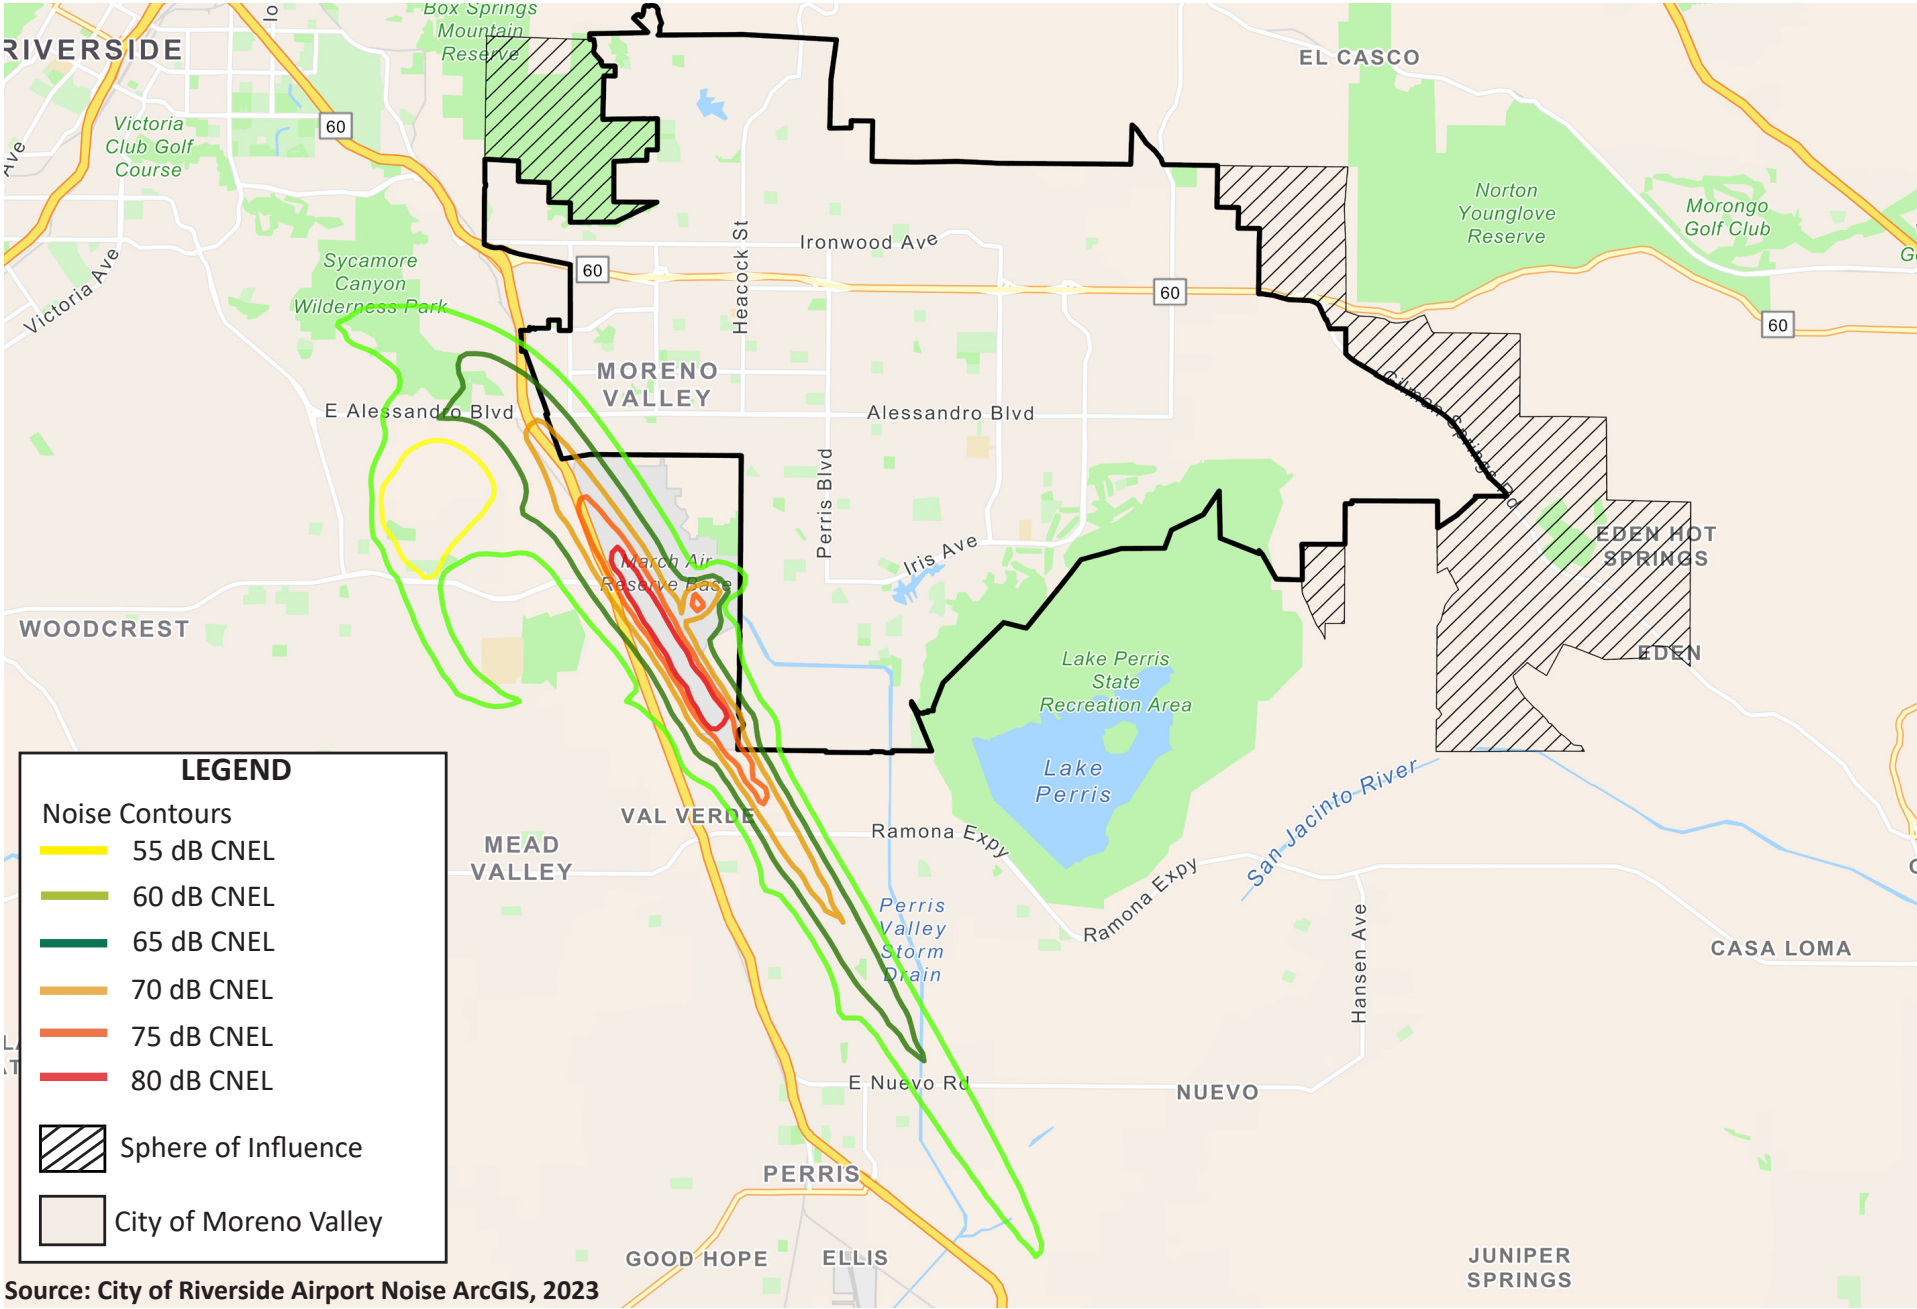 Box Springs
Mountain
Reserve
RIVERSIDE
EL CASCO
60
Victoria
Club Golf
Course
Norton
Younglove
Reserve
Morongo
Golf Club
Ironwood Ave
Heacock St
Sycamore
Canyon
Wilderness Park
Victoria Ave
Ave
60
60
60
MORENO
VALLEY
E Alessandro Blvd
Alessandro Blvd
Gilman Springs Rd
Perris Blvd
Iris Ave
March Air
Reserve Base
EDEN HOT
SPRINGS
WOODCREST
EDEN
Lake Perris
State
Recreation Area
Lake
Perris
San Jacinto River
VAL VERDE
MEAD
VALLEY
Ramona Expy
Ramona Expy
Perris
Valley
Storm
Drain
Hansen Ave
CASA LOMA
E Nuevo Rd
NUEVO
PERRIS
GOOD HOPE
ELLIS
JUNIPER
SPRINGS
LEGEND
Noise Contours
55 dB CNEL
60 dB CNEL
65 dB CNEL
70 dB CNEL
75 dB CNEL
80 dB CNEL
Sphere of Influence
City of Moreno Valley
Source: City of Riverside Airport Noise ArcGIS, 2023